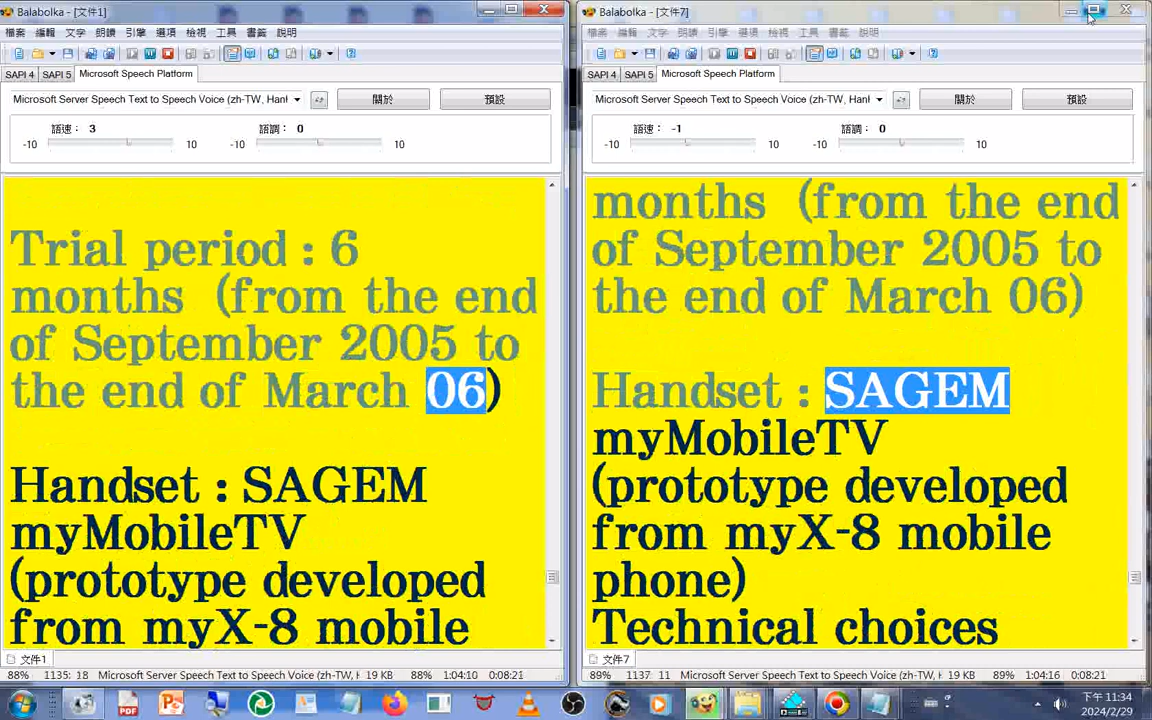 Balabolka - [文件1]
檔案 編輯 文字 朗讀 引擎 選項 檢視 工具 書籤 說明
SAPI 4 SAPI 5 Microsoft Speech Platform
Microsoft Server Speech Text to Speech Voice (zh-TW, Hanl
關於 預設
語速： 3 語調： 0
-10 10 -10 10
Trial period : 6
months (from the end
of September 2005 to
the end of March 06)
Handset : SAGEM
myMobileTV
(prototype developed
from myX-8 mobile
文件1
88% 1135: 18 Microsoft Server Speech Text to Speech Voice (zh-TW, H 19 KB 88% 1:04:10 0:08:21
Balabolka - [文件7]
檔案 編輯 文字 朗讀 引擎 選項 檢視 工具 書籤 說明
SAPI 4 SAPI 5 Microsoft Speech Platform
Microsoft Server Speech Text to Speech Voice (zh-TW, Hanl
關於 預設
語速： -1 語調： 0
-10 10 -10 10
months (from the end
of September 2005 to
the end of March 06)
Handset : SAGEM
myMobileTV
(prototype developed
from myX-8 mobile
phone)
Technical choices
文件7
89% 1137: 11 Microsoft Server Speech Text to Speech Voice (zh-TW, H 19 KB 89% 1:04:16 0:08:21
下午 11:34
2024/2/29